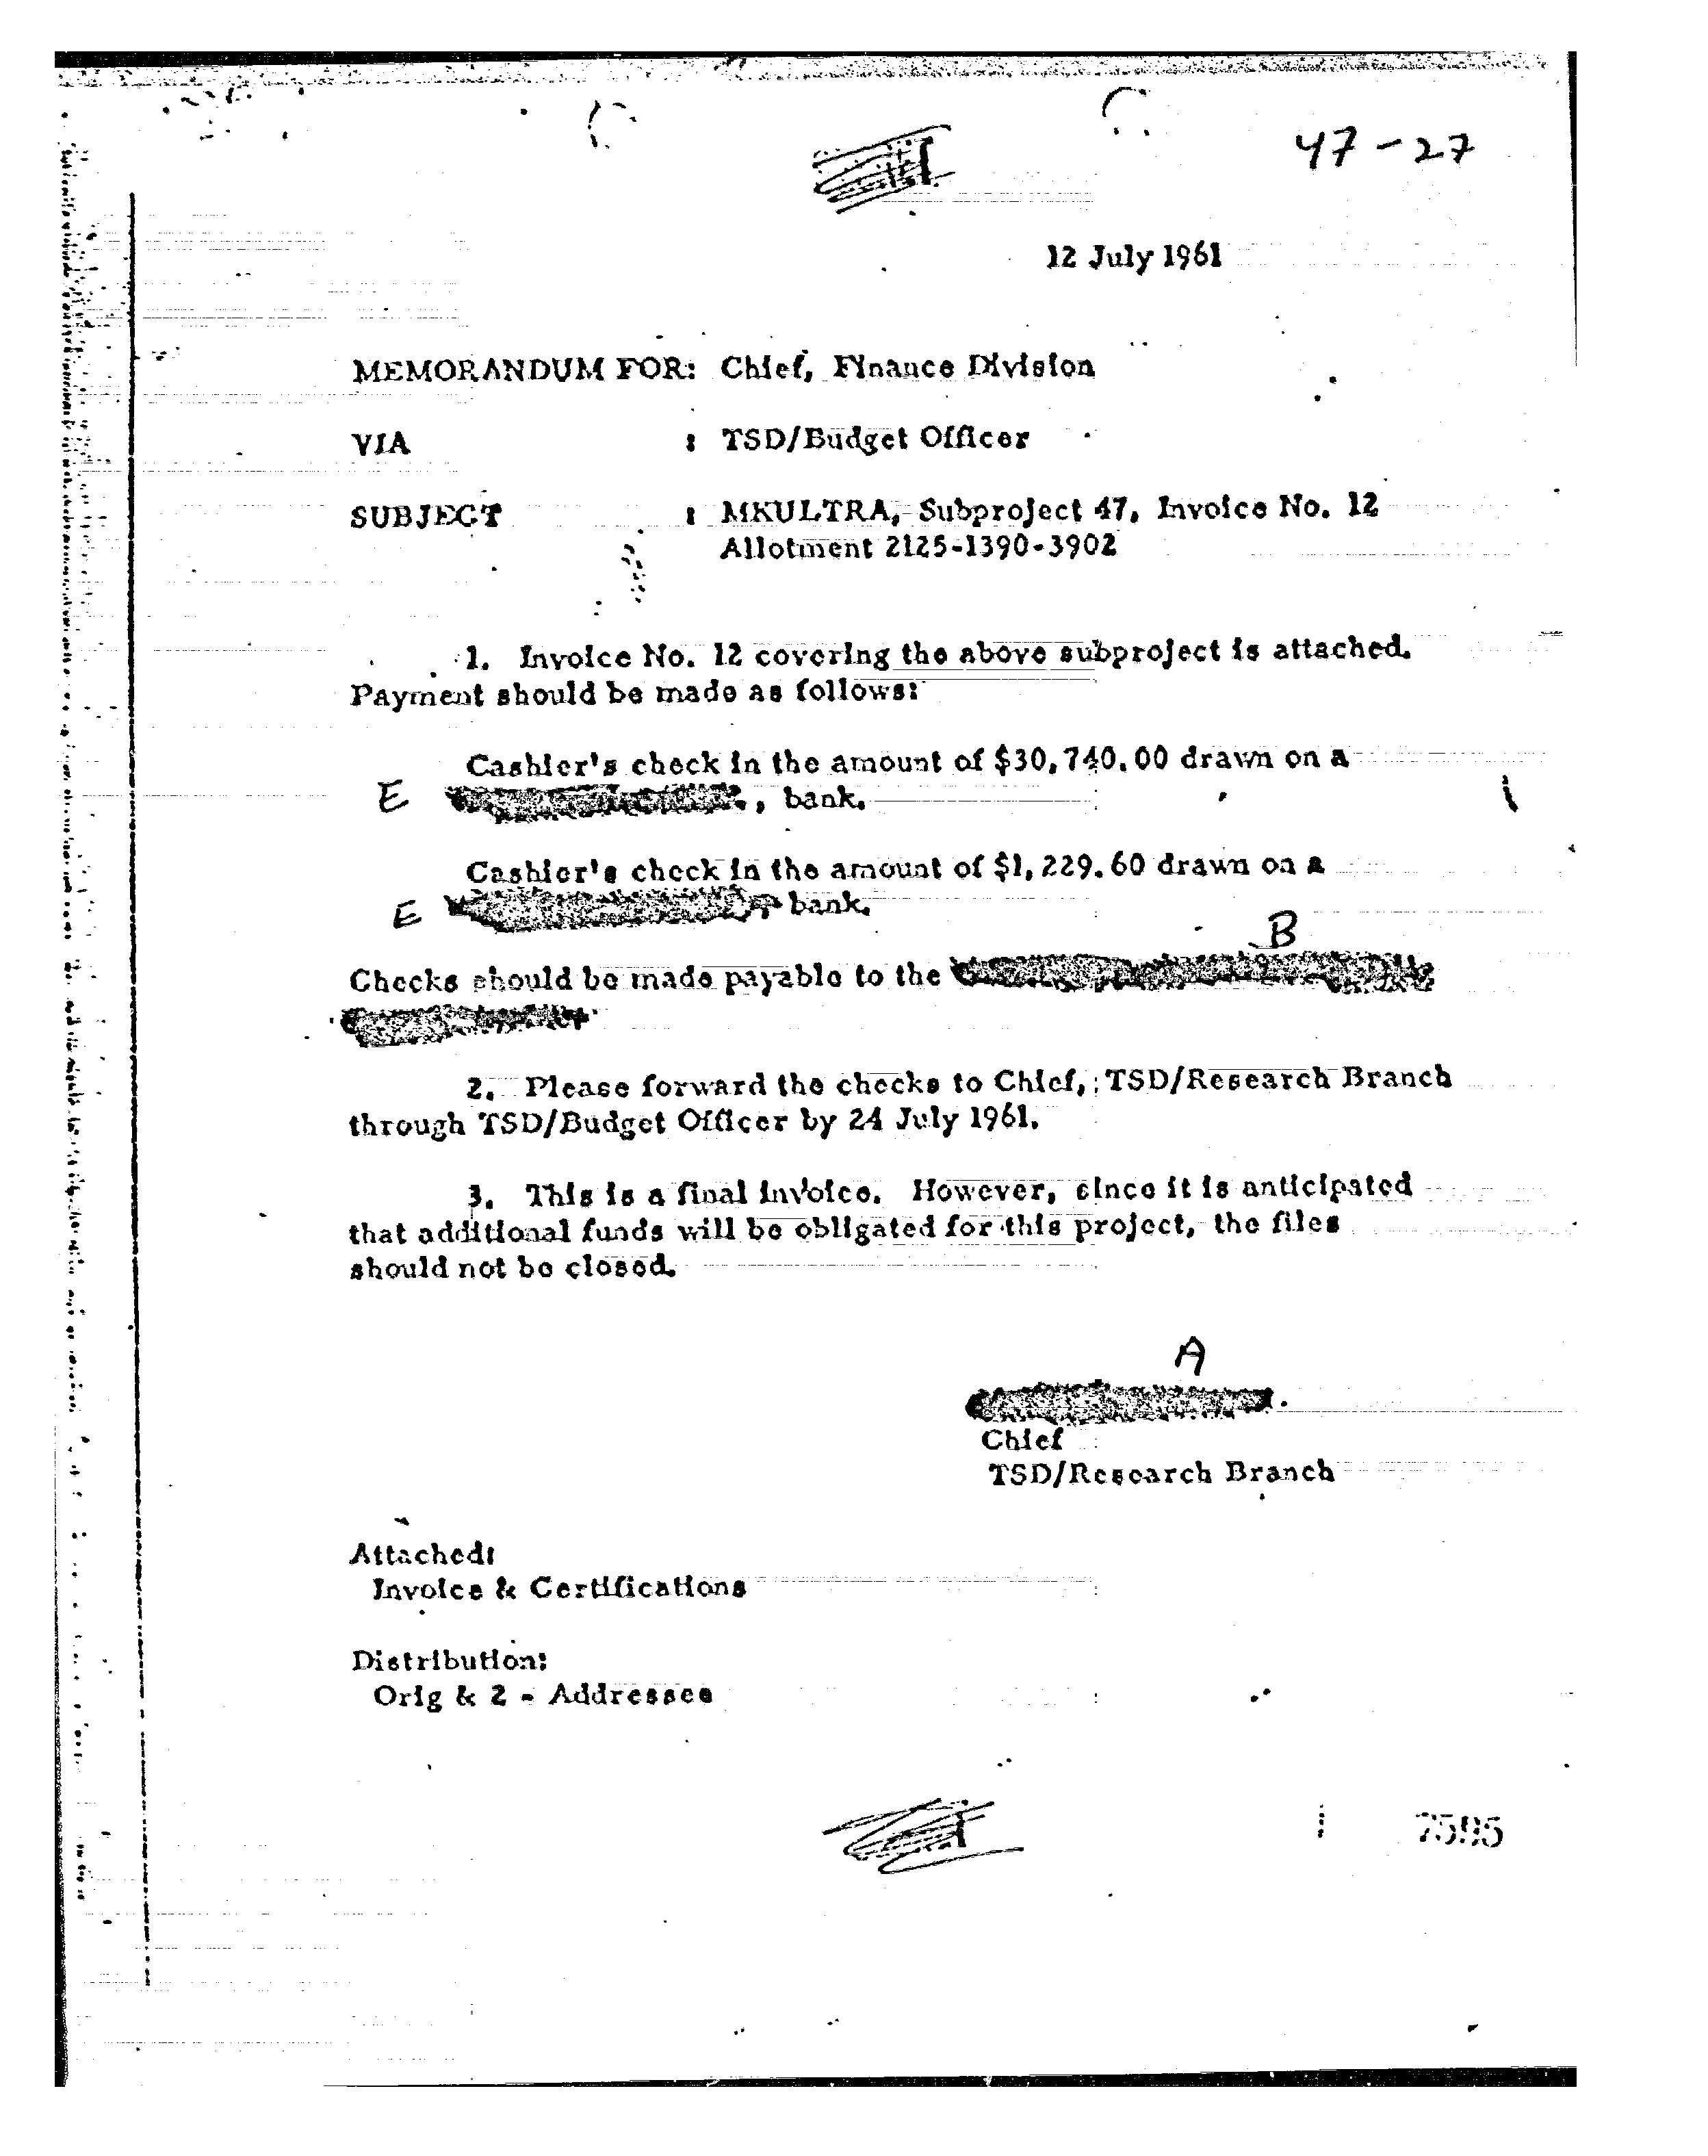 47-27
12 July 1961
MEMORANDUM FOR: Chief, Finance Division
VIA : TSD/Budget Officer
SUBJECT : MKULTRA, Subproject 47, Invoice No. 12
Allotment 2125-1390-3902
1. Invoice No. 12 covering the above subproject is attached.
Payment should be made as follows:
Cashier's check in the amount of $30,740.00 drawn on a
E , bank.
Cashier's check in the amount of $1,229.60 drawn on a
E bank.
B
Checks should be made payable to the
2. Please forward the checks to Chief, TSD/Research Branch
through TSD/Budget Officer by 24 July 1961.
3. This is a final invoice. However, since it is anticipated
that additional funds will be obligated for this project, the files
should not be closed.
A
Chief
TSD/Research Branch
Attached:
Invoice & Certifications
Distribution:
Orig & 2 - Addressee
7595